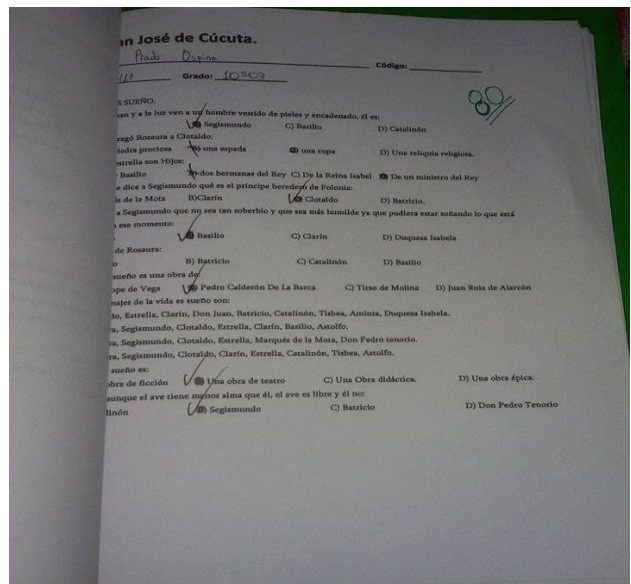 an José de Cúcuta.
Prado Ospina Código:
117 Grado: 10º03
80
S SUEÑO.
an y a le luz ven a un hombre vestido de pieles y encadenado, él es:
Segismundo C) Basilio D) Catalinón
regó Rosaura a Clotaldo:
iedra preciosa B) una espada una copa D) Una reliquia religiosa.
estrella son Hijos:
Basilio dos hermanas del Rey C) De la Reina Isabel De un ministro del Rey
e dice a Segismundo qué es el príncipe heredero de Polonia:
s de la Mota B)Clarín Clotaldo D) Batricio.
a Segismundo que no sea tan soberbio y que sea más humilde ya que pudiera estar soñando lo que está
ese momento:
Basilio C) Clarín D) Duquesa Isabela
de Rosaura:
o B) Batricio C) Catalinón D) Basilio
sueño es una obra de:
ope de Vega Pedro Calderón De La Barca C) Tirso de Molina D) Juan Ruiz de Alarcón
najes de la vida es sueño son:
do, Estrella, Clarín, Don Juan, Batricio, Catalinón, Tisbea, Aminta, Duquesa Isabela.
ra, Segismundo, Clotaldo, Estrella, Clarín, Basilio, Astolfo.
ra, Segismundo, Clotaldo, Estrella, Marqués de la Mota, Don Pedro tenorio.
ra, Segismundo, Clotaldo, Clarín, Estrella, Catalinón, Tisbea, Astolfo.
sueño es:
obra de ficción Una obra de teatro C) Una Obra didáctica. D) Una obra épica.
aunque el ave tiene menos alma que él, el ave es libre y él no:
linón B) Segismundo C) Batricio D) Don Pedro Tenorio